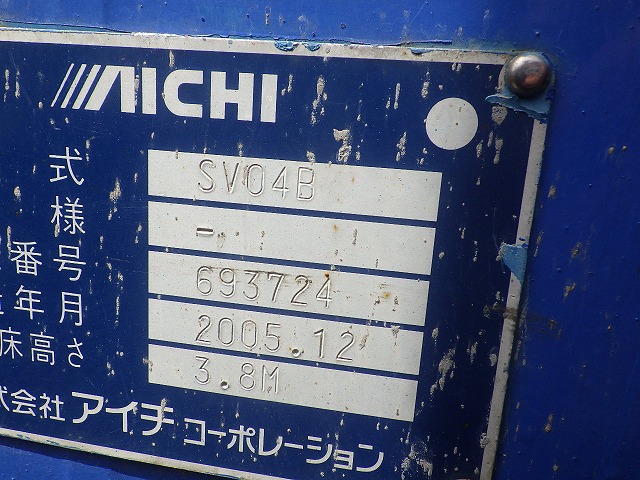 AICHI
式 SV04B
様 -
番号 693724
年月 2005.12
床高さ 3.8M
式会社 アイチ コーポレーション